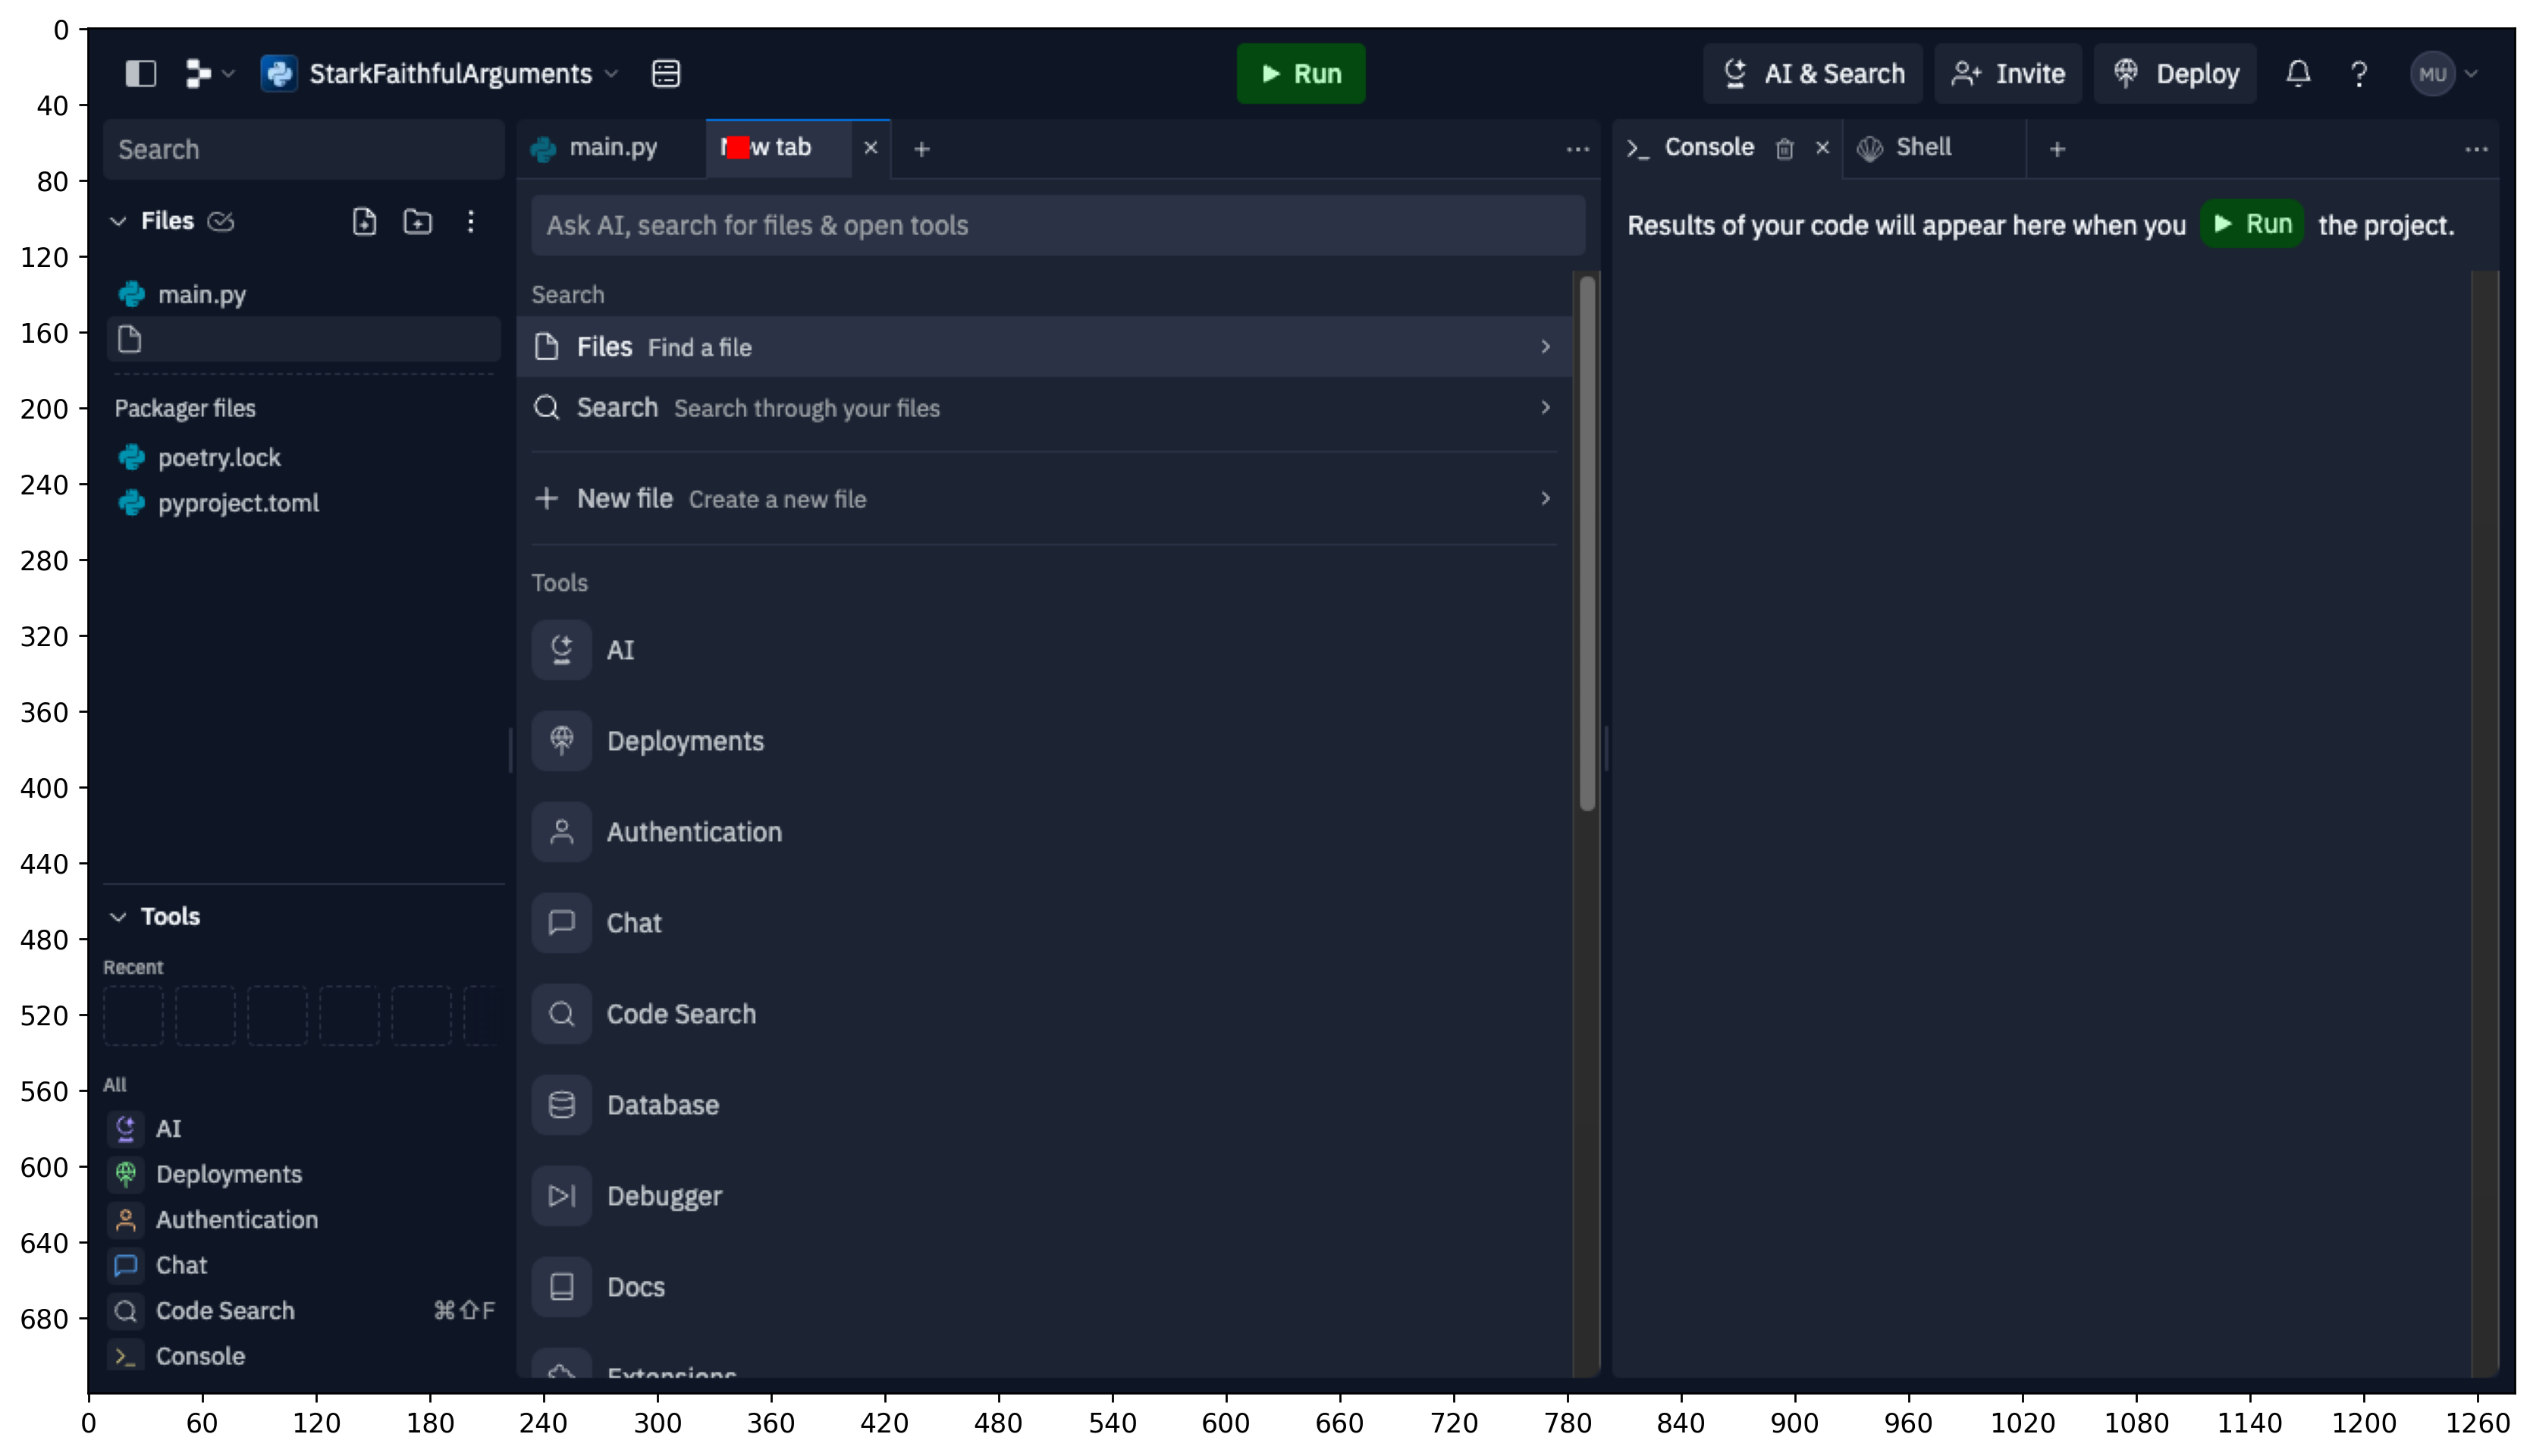 StarkFaithfulArguments
Run
AI & Search
Invite
Deploy
?
MU
Search
Files
main.py
Packager files
poetry.lock
pyproject.toml
Tools
Recent
All
AI
Deployments
Authentication
Chat
Code Search ⌘⇧F
Console
main.py
tab
Ask AI, search for files & open tools
Search
Files Find a file
Search Search through your files
New file Create a new file
Tools
AI
Deployments
Authentication
Chat
Code Search
Database
Debugger
Docs
Extensions
Console
Shell
Results of your code will appear here when you Run the project.
0
40
80
120
160
200
240
280
320
360
400
440
480
520
560
600
640
680
0 60 120 180 240 300 360 420 480 540 600 660 720 780 840 900 960 1020 1080 1140 1200 1260